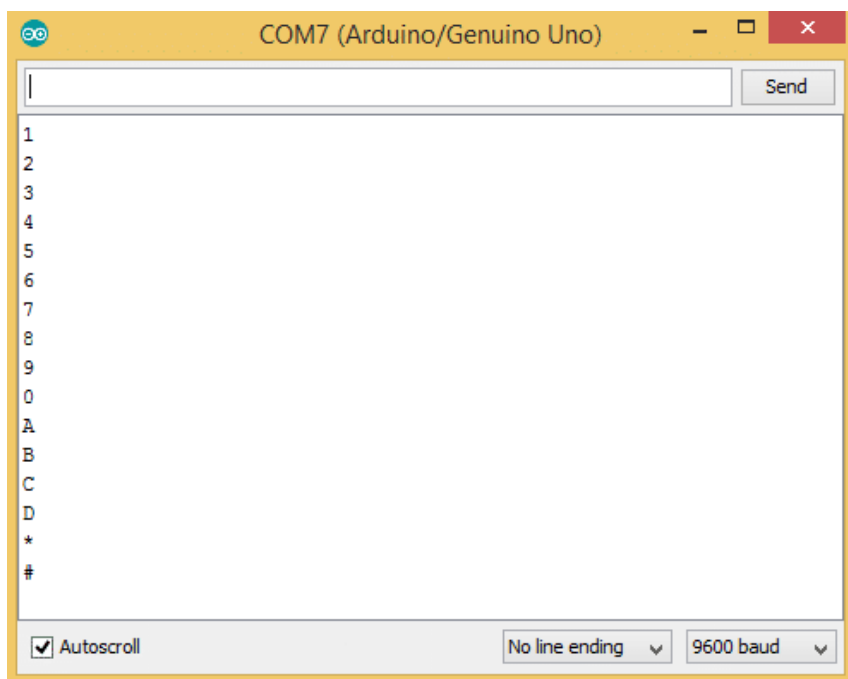 COM7 (Arduino/Genuino Uno)
Send
1
2
3
4
5
6
7
8
9
0
A
B
C
D
*
#
Autoscroll
No line ending
9600 baud